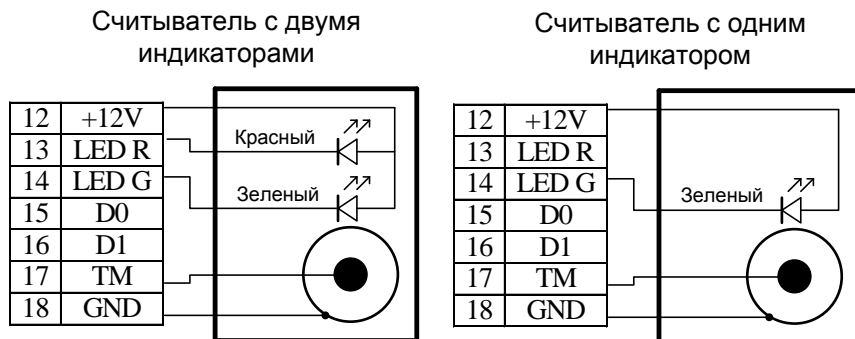 Считыватель с двумя
индикаторами
12 +12V
13 LED R
14 LED G
15 D0
16 D1
17 TM
18 GND
Красный
Зеленый
Считыватель с одним
индикатором
12 +12V
13 LED R
14 LED G
15 D0
16 D1
17 TM
18 GND
Зеленый